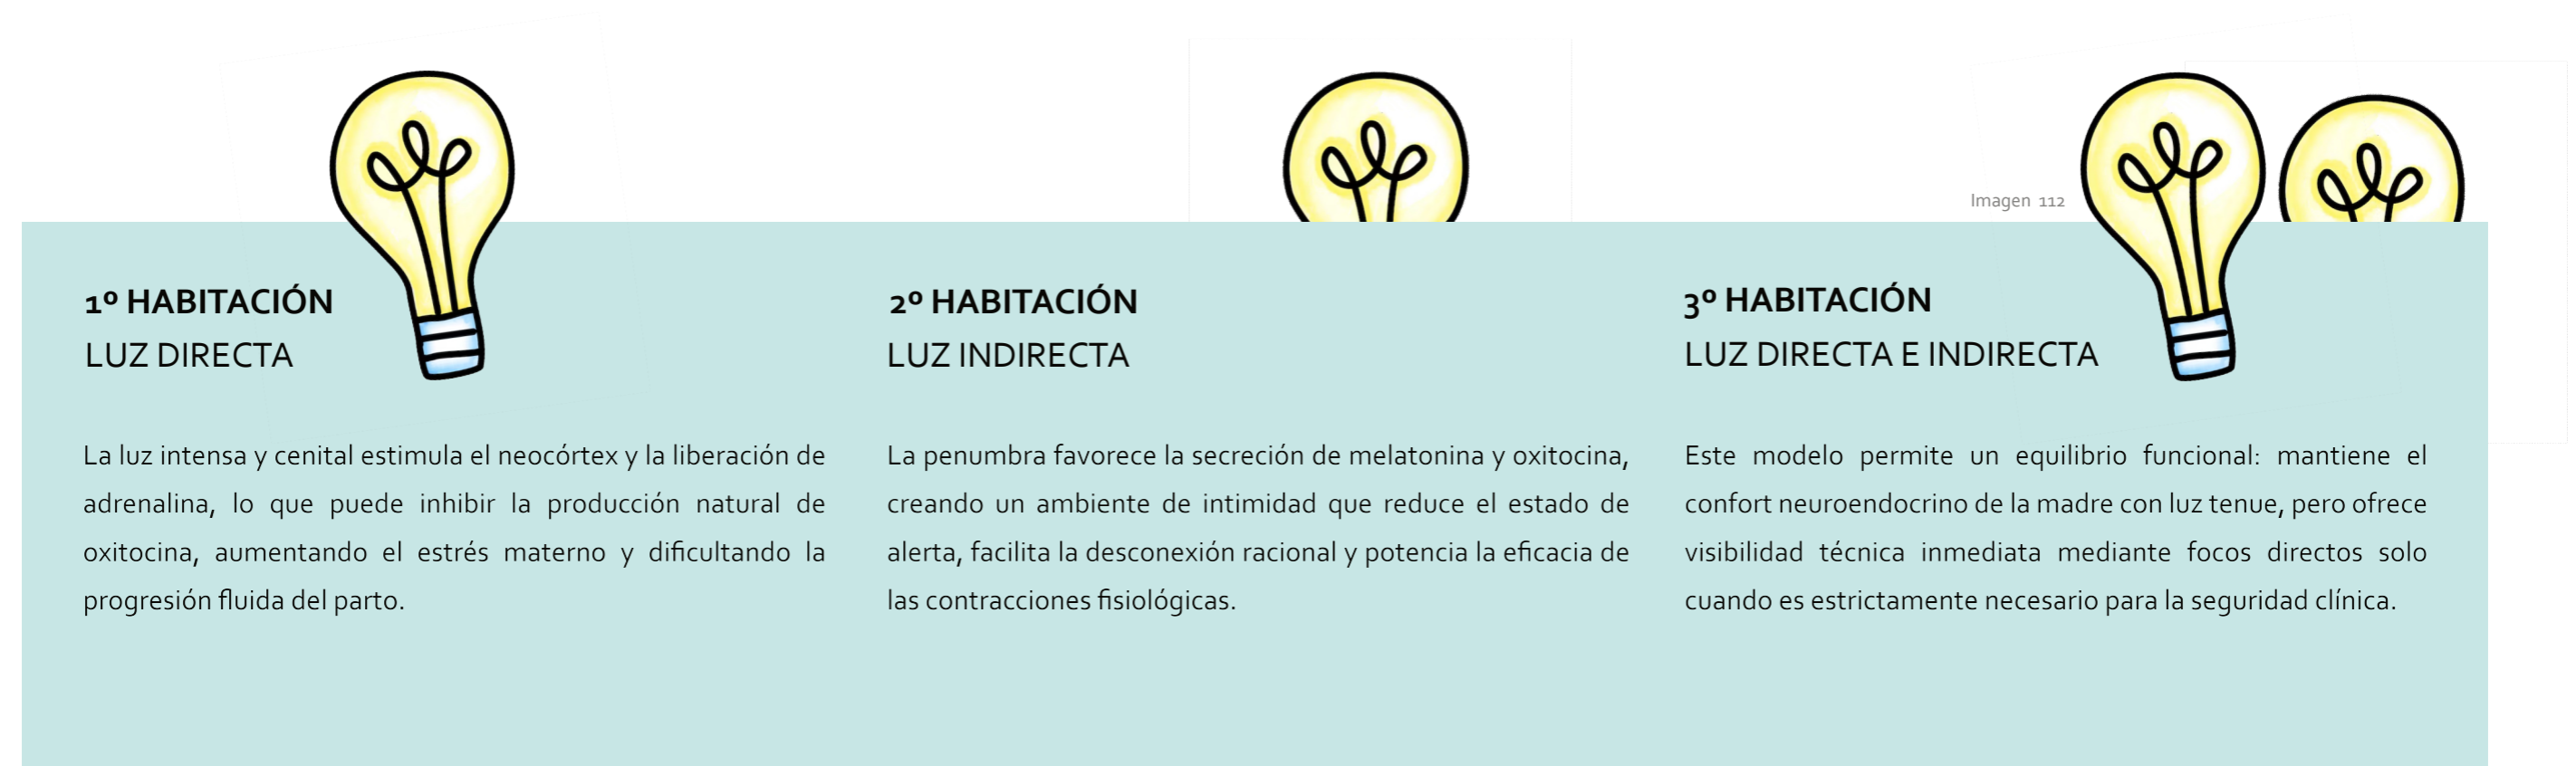 Imagen 112
1º HABITACIÓN
LUZ DIRECTA
La luz intensa y cenital estimula el neocórtex y la liberación de
adrenalina, lo que puede inhibir la producción natural de
oxitocina, aumentando el estrés materno y dificultando la
progresión fluida del parto.
2º HABITACIÓN
LUZ INDIRECTA
La penumbra favorece la secreción de melatonina y oxitocina,
creando un ambiente de intimidad que reduce el estado de
alerta, facilita la desconexión racional y potencia la eficacia de
las contracciones fisiológicas.
3º HABITACIÓN
LUZ DIRECTA E INDIRECTA
Este modelo permite un equilibrio funcional: mantiene el
confort neuroendocrino de la madre con luz tenue, pero ofrece
visibilidad técnica inmediata mediante focos directos solo
cuando es estrictamente necesario para la seguridad clínica.